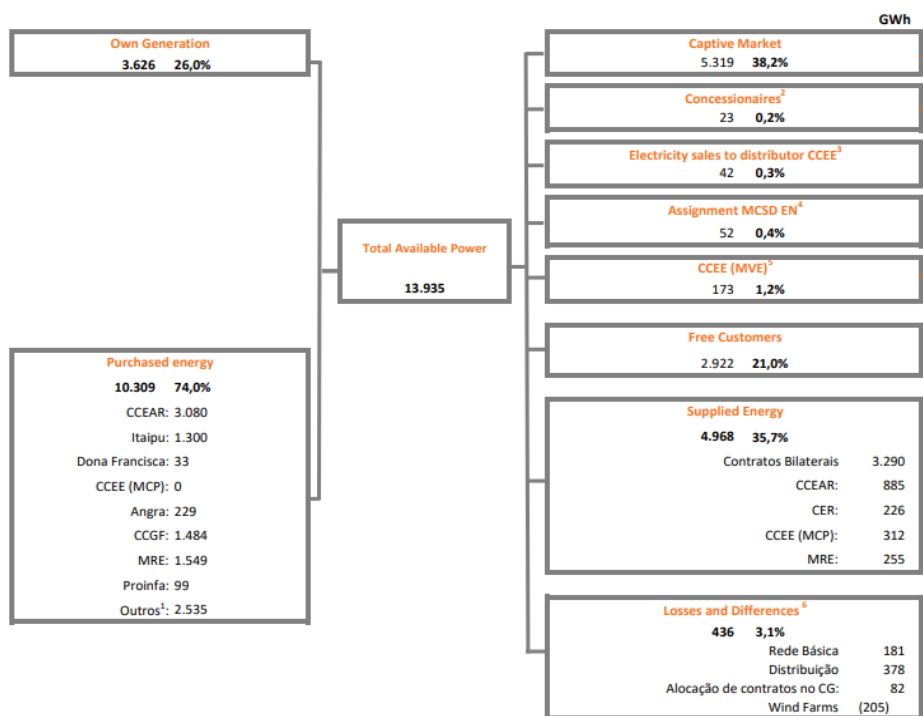 GWh
Own Generation
3.626 26,0%
Purchased energy
10.309 74,0%
CCEAR: 3.080
Itaipu: 1.300
Dona Francisca: 33
CCEE (MCP): 0
Angra: 229
CCGF: 1.484
MRE: 1.549
Proinfa: 99
Outros¹: 2.535
Total Available Power
13.935
Captive Market
5.319 38,2%
Concessionaires²
23 0,2%
Electricity sales to distributor CCEE³
42 0,3%
Assignment MCSD EN⁴
52 0,4%
CCEE (MVE)⁵
173 1,2%
Free Customers
2.922 21,0%
Supplied Energy
4.968 35,7%
Contratos Bilaterais 3.290
CCEAR: 885
CER: 226
CCEE (MCP): 312
MRE: 255
Losses and Differences ⁶
436 3,1%
Rede Básica 181
Distribuição 378
Alocação de contratos no CG: 82
Wind Farms (205)